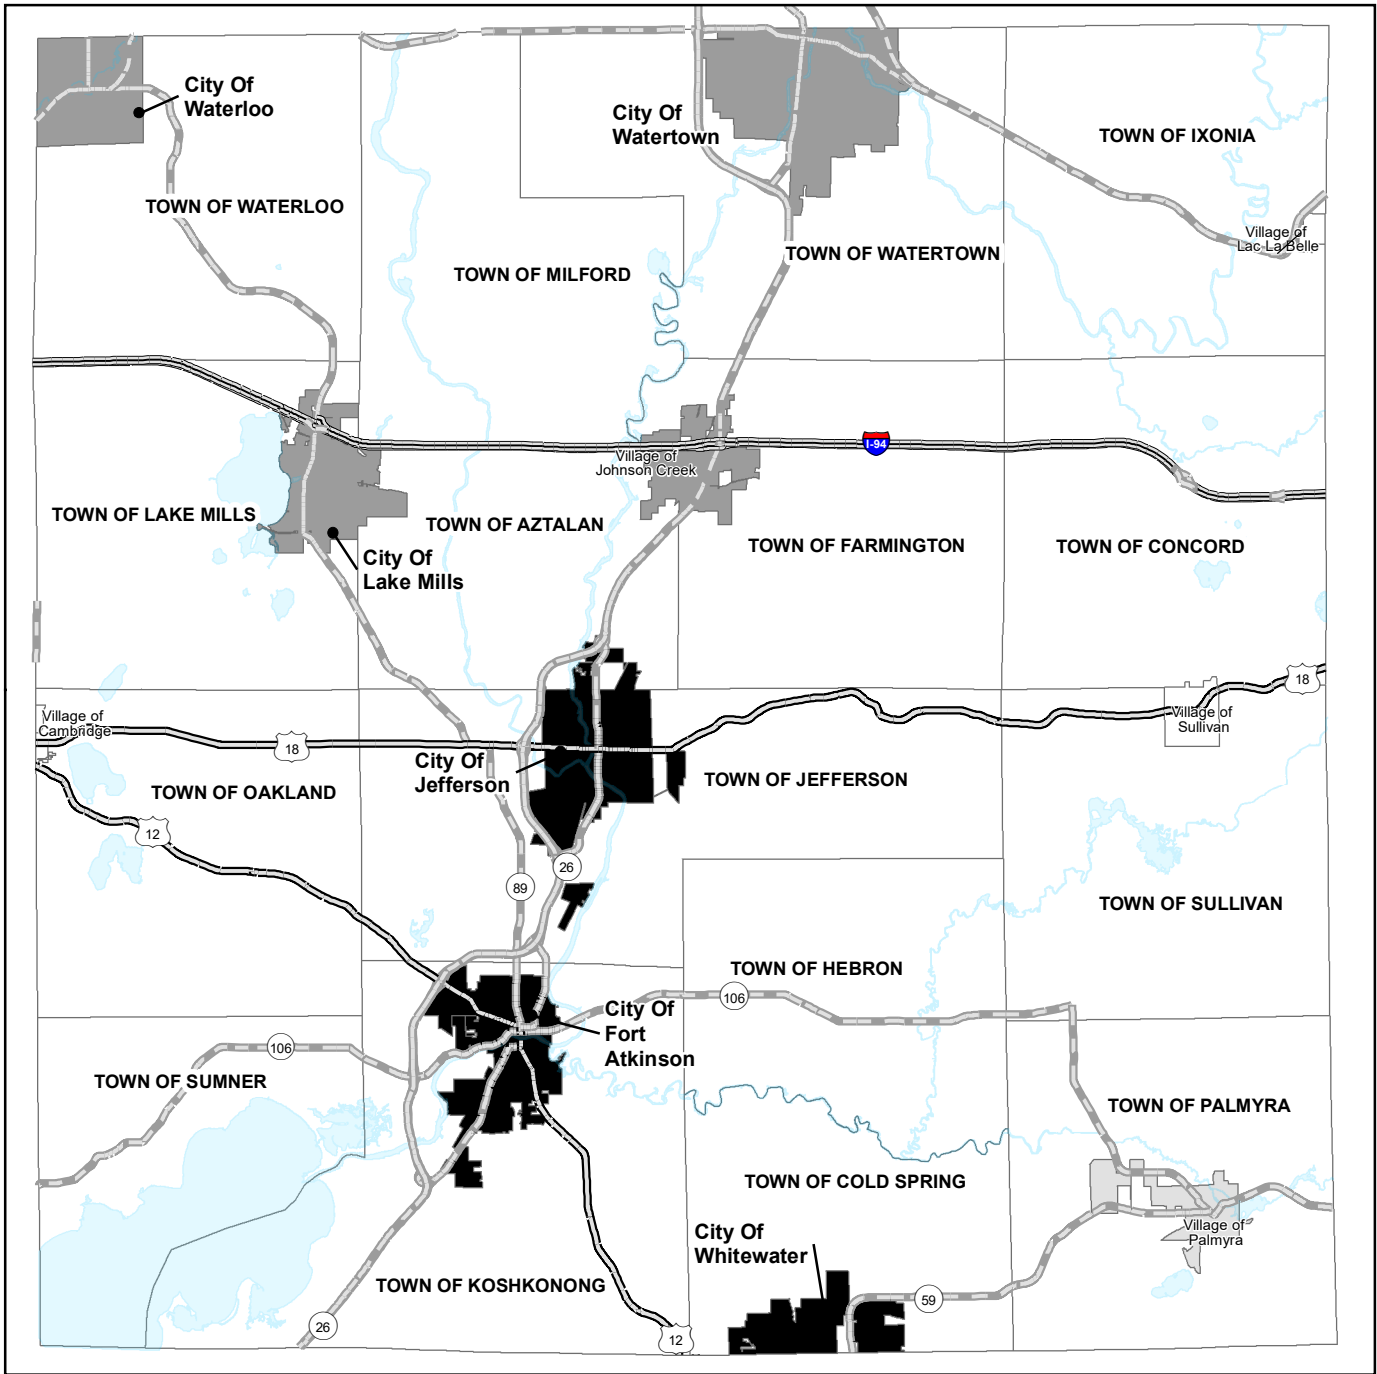 City Of
Waterloo
City Of
Watertown
TOWN OF IXONIA
TOWN OF WATERLOO
Village of
Lac La Belle
TOWN OF WATERTOWN
TOWN OF MILFORD
I-94
Village of
Johnson Creek
TOWN OF LAKE MILLS
TOWN OF AZTALAN
TOWN OF FARMINGTON
TOWN OF CONCORD
City Of
Lake Mills
18
Village of
Cambridge
Village of
Sullivan
18
City Of
Jefferson
TOWN OF JEFFERSON
TOWN OF OAKLAND
12
26
89
TOWN OF SULLIVAN
TOWN OF HEBRON
106
City Of
Fort
Atkinson
106
TOWN OF SUMNER
TOWN OF PALMYRA
TOWN OF COLD SPRING
Village of
Palmyra
City Of
Whitewater
TOWN OF KOSHKONONG
59
26
12